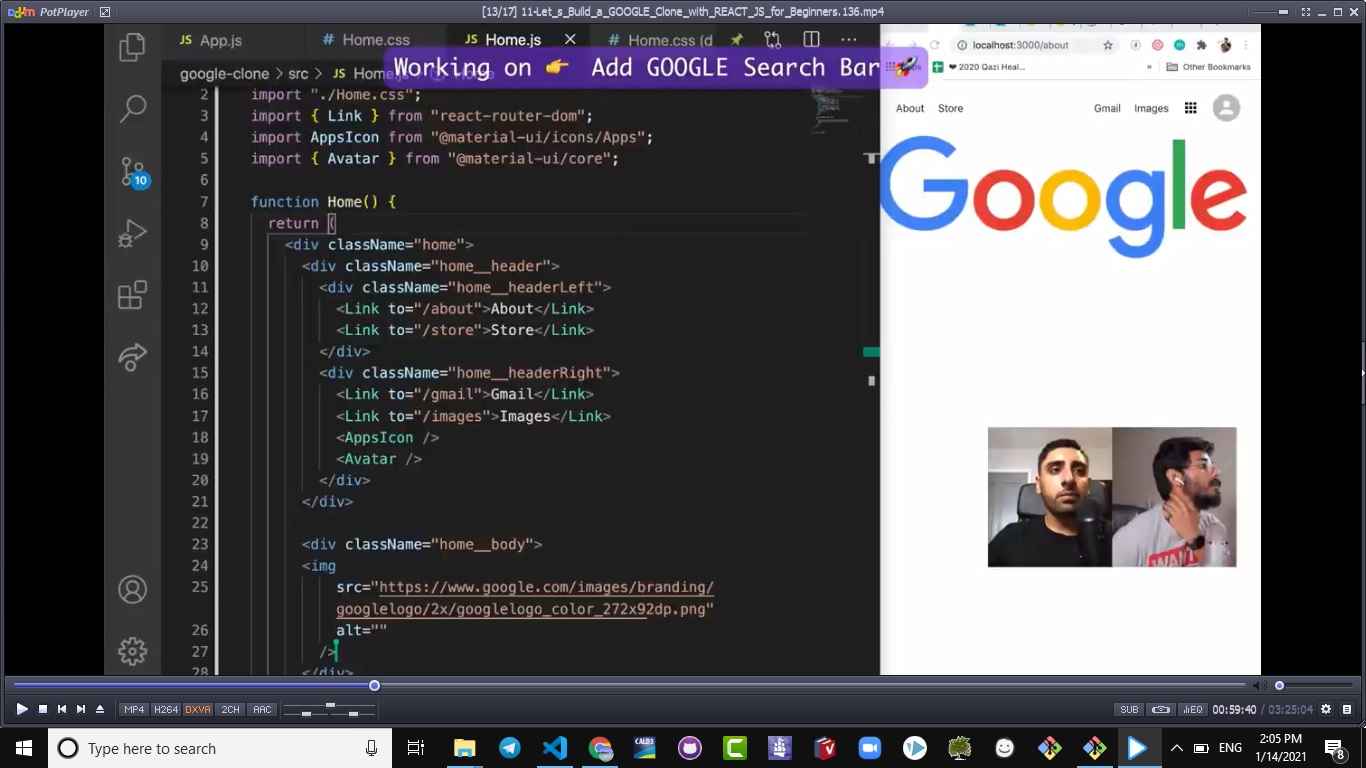 PotPlayer
[13/17] 11-Let_s_Build_a_GOOGLE_Clone_with_REACT_JS_for_Beginners.136.mp4
JS App.js
# Home.css
JS Home.js
# Home.css (d
Working on 👉 Add GOOGLE Search Bar 🚀
google-clone > src > JS Home.js
localhost:3000/about
❤ 2020 Qazi Heal...
»
Other Bookmarks
2 import "./Home.css";
3 import { Link } from "react-router-dom";
4 import AppsIcon from "@material-ui/icons/Apps";
5 import { Avatar } from "@material-ui/core";
6
7 function Home() {
8 return (
9 <div className="home">
10 <div className="home__header">
11 <div className="home__headerLeft">
12 <Link to="/about">About</Link>
13 <Link to="/store">Store</Link>
14 </div>
15 <div className="home__headerRight">
16 <Link to="/gmail">Gmail</Link>
17 <Link to="/images">Images</Link>
18 <AppsIcon />
19 <Avatar />
20 </div>
21 </div>
22
23 <div className="home__body">
24 <img
25 src="https://www.google.com/images/branding/
googlelogo/2x/googlelogo_color_272x92dp.png"
26 alt=""
27 />
28 </div>
10
About Store Gmail Images
Google
WANT
MP4 H264 DXVA 2CH AAC
SUB
EQ
00:59:40 / 03:25:04
Type here to search
CALD3
ENG
2:05 PM
1/14/2021
8